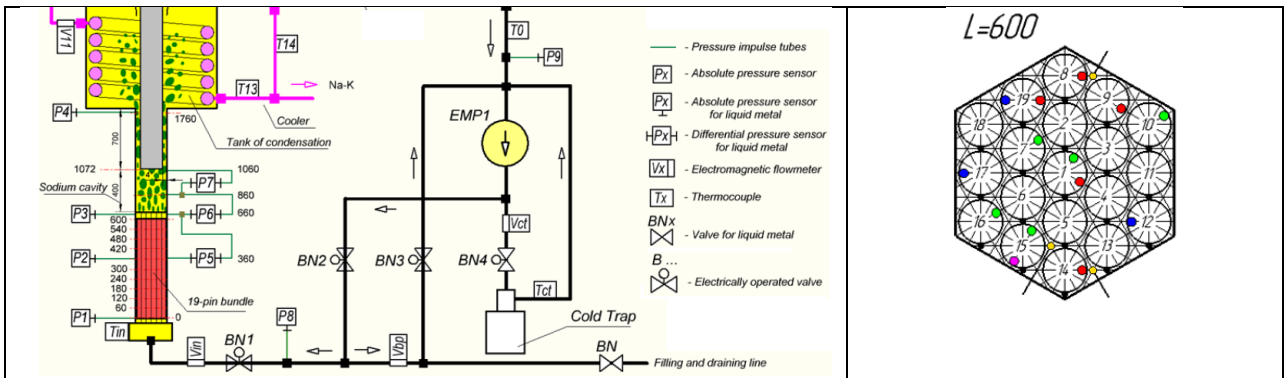 V11
T14
T13
Na-K
Cooler
P4
1760
700
Tank of condensation
1072
1060
Sodium cavity
400
P7
860
P3
P6
660
600
540
480
420
P2
P5
360
300
240
180
120
60
19-pin bundle
P1
0
Tin
Vin
BN1
P8
T0
P9
EMP1
Vct
BN2
BN3
BN4
Tct
Cold Trap
Vbp
BN
Filling and draining line
- Pressure impulse tubes
Px
- Absolute pressure sensor
Px
- Absolute pressure sensor
for liquid metal
Px
- Differential pressure sensor
for liquid metal
Vx
- Electromagnetic flowmeter
Tx
- Thermocouple
BNx
- Valve for liquid metal
B ...
- Electrically operated valve
L=600
8
19
9
18
2
10
7
3
17
1
11
6
4
16
5
12
15
13
14